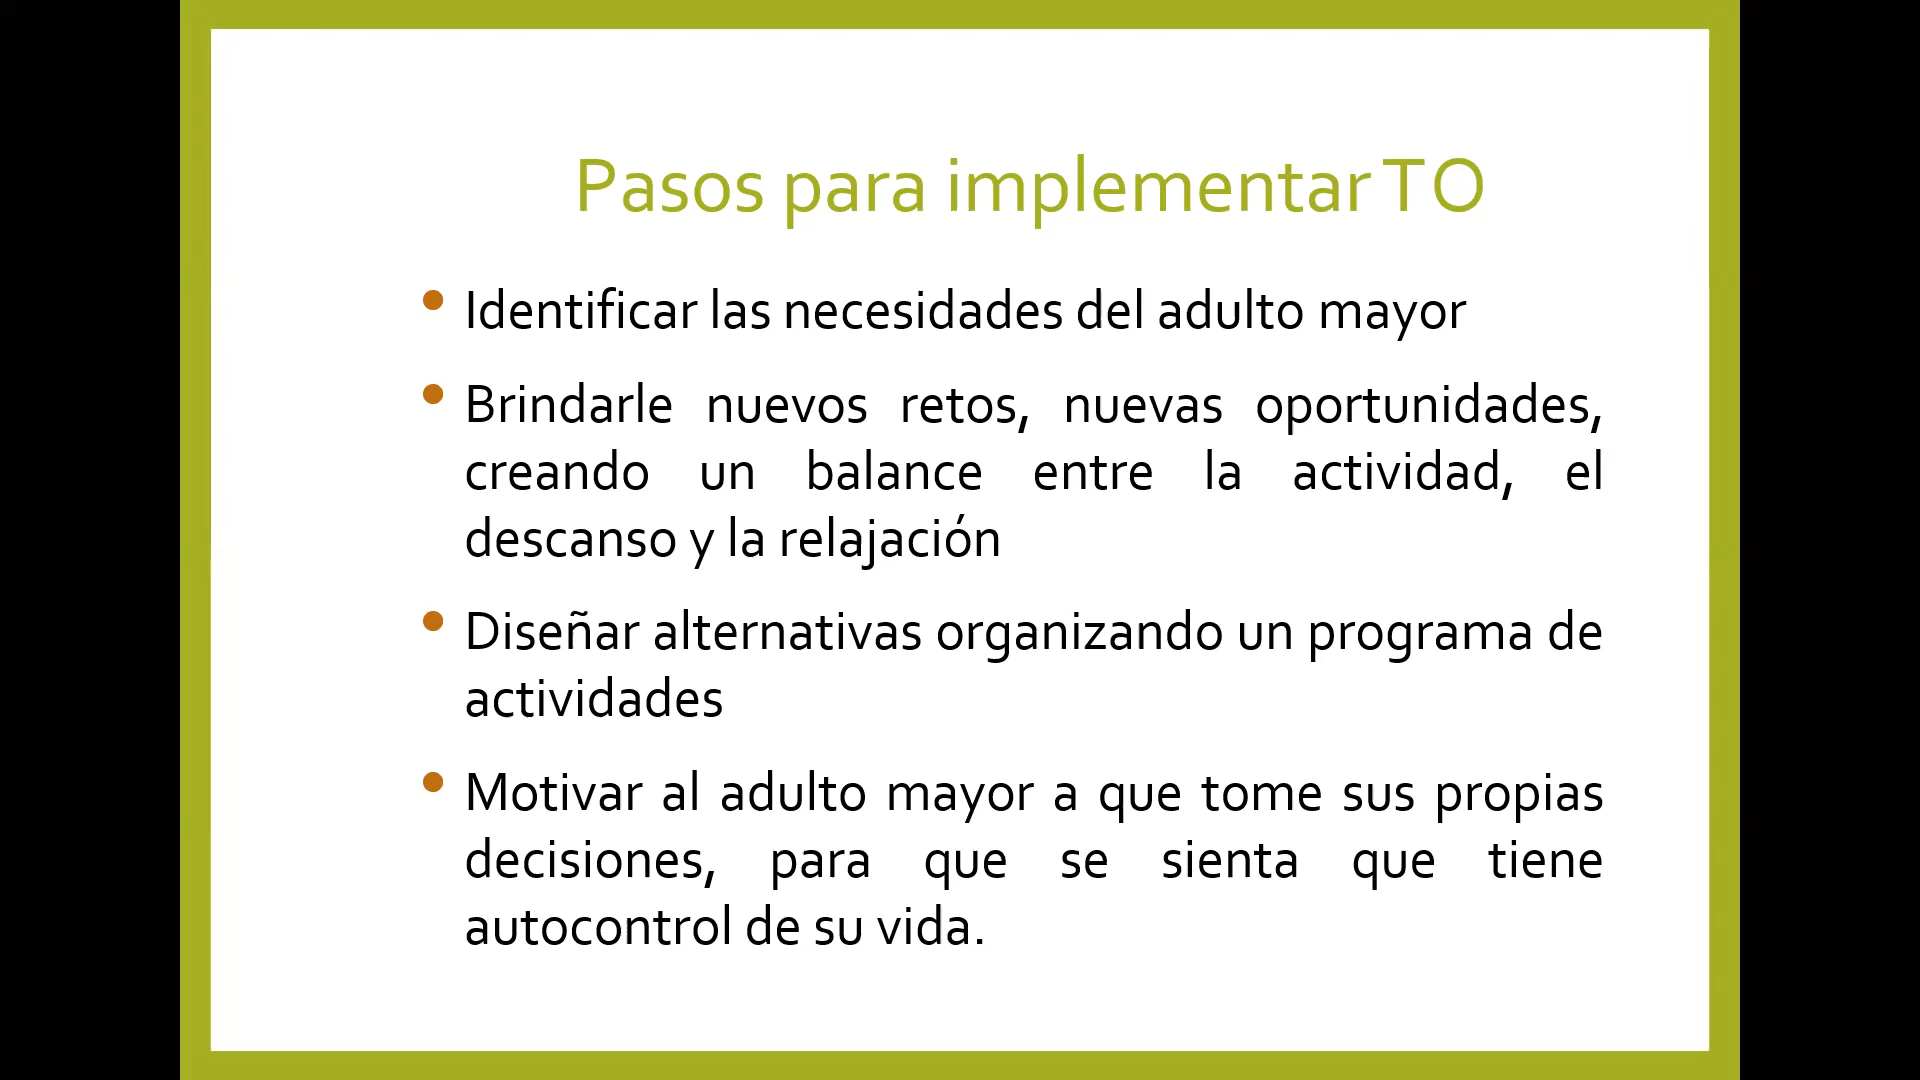 Pasos para implementar TO
• Identificar las necesidades del adulto mayor
• Brindarle nuevos retos, nuevas oportunidades,
creando un balance entre la actividad, el
descanso y la relajación
• Diseñar alternativas organizando un programa de
actividades
• Motivar al adulto mayor a que tome sus propias
decisiones, para que se sienta que tiene
autocontrol de su vida.